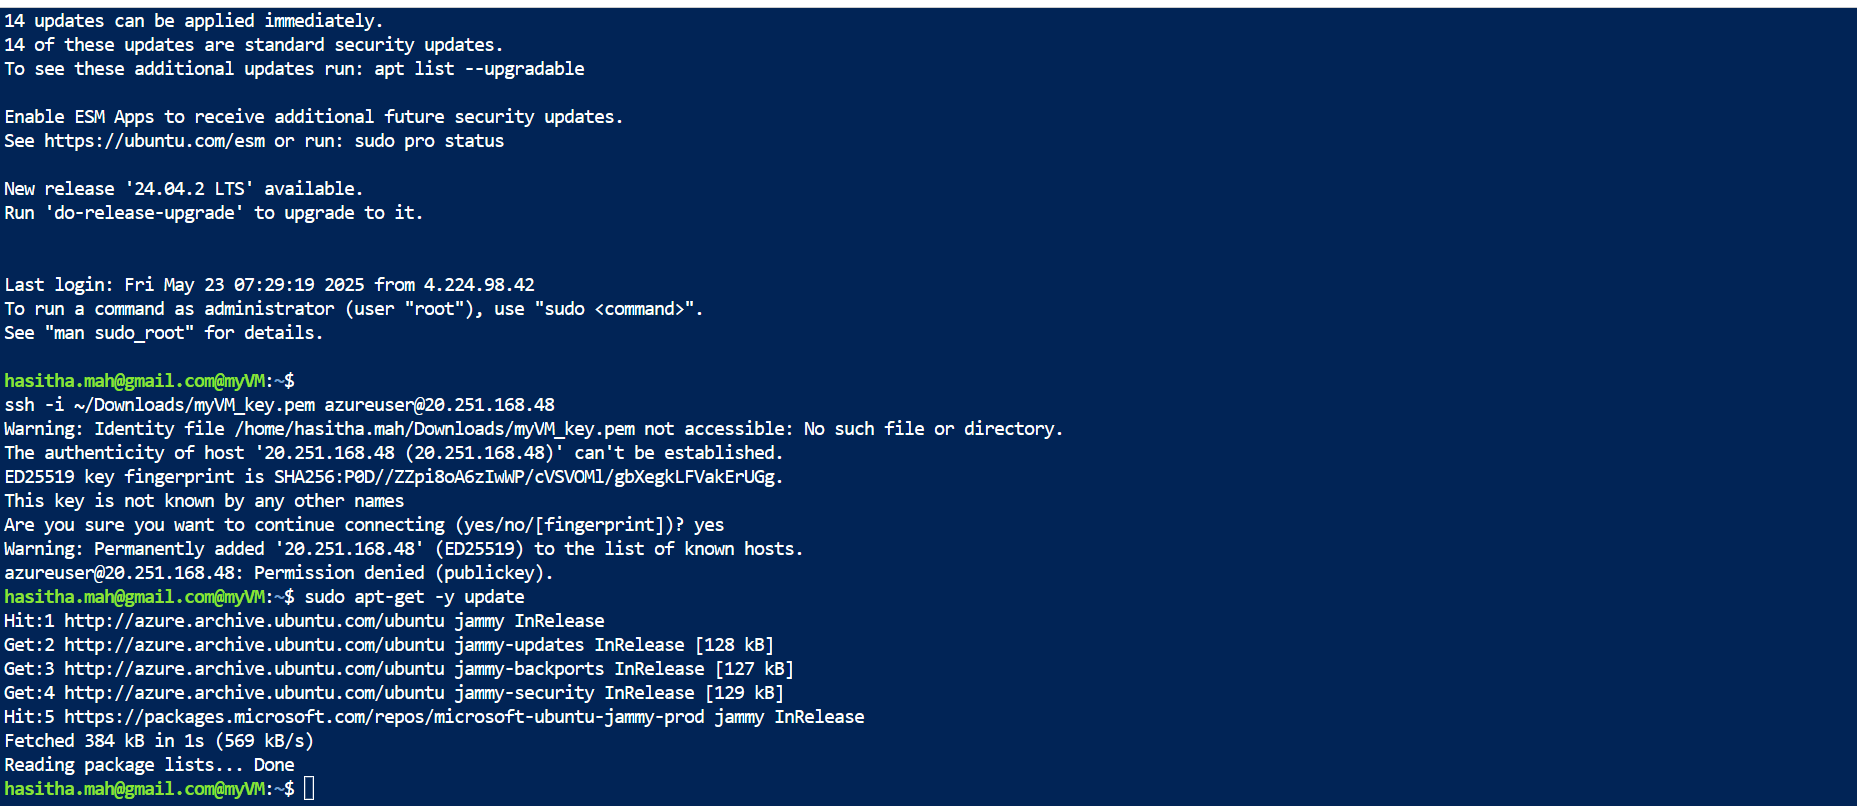 14 updates can be applied immediately.
14 of these updates are standard security updates.
To see these additional updates run: apt list --upgradable
Enable ESM Apps to receive additional future security updates.
See https://ubuntu.com/esm or run: sudo pro status
New release '24.04.2 LTS' available.
Run 'do-release-upgrade' to upgrade to it.
Last login: Fri May 23 07:29:19 2025 from 4.224.98.42
To run a command as administrator (user "root"), use "sudo <command>".
See "man sudo_root" for details.
hasitha.mah@gmail.com@myVM:~$
ssh -i ~/Downloads/myVM_key.pem azureuser@20.251.168.48
Warning: Identity file /home/hasitha.mah/Downloads/myVM_key.pem not accessible: No such file or directory.
The authenticity of host '20.251.168.48 (20.251.168.48)' can't be established.
ED25519 key fingerprint is SHA256:P0D//ZZpi8oA6zIwWP/cVSVOMl/gbXegkLFVakErUGg.
This key is not known by any other names
Are you sure you want to continue connecting (yes/no/[fingerprint])? yes
Warning: Permanently added '20.251.168.48' (ED25519) to the list of known hosts.
azureuser@20.251.168.48: Permission denied (publickey).
hasitha.mah@gmail.com@myVM:~$ sudo apt-get -y update
Hit:1 http://azure.archive.ubuntu.com/ubuntu jammy InRelease
Get:2 http://azure.archive.ubuntu.com/ubuntu jammy-updates InRelease [128 kB]
Get:3 http://azure.archive.ubuntu.com/ubuntu jammy-backports InRelease [127 kB]
Get:4 http://azure.archive.ubuntu.com/ubuntu jammy-security InRelease [129 kB]
Hit:5 https://packages.microsoft.com/repos/microsoft-ubuntu-jammy-prod jammy InRelease
Fetched 384 kB in 1s (569 kB/s)
Reading package lists... Done
hasitha.mah@gmail.com@myVM:~$